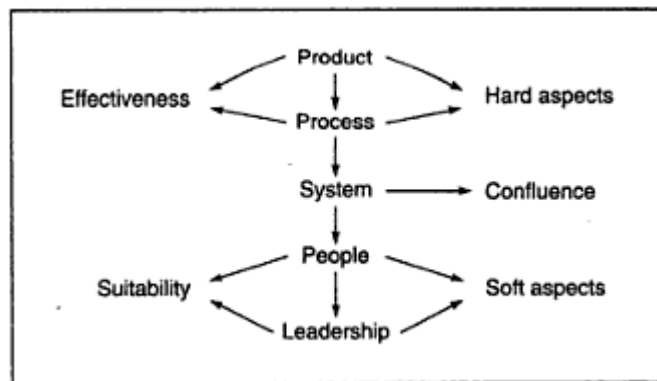 Product
Effectiveness
Hard aspects
Process
System
Confluence
People
Suitability
Soft aspects
Leadership